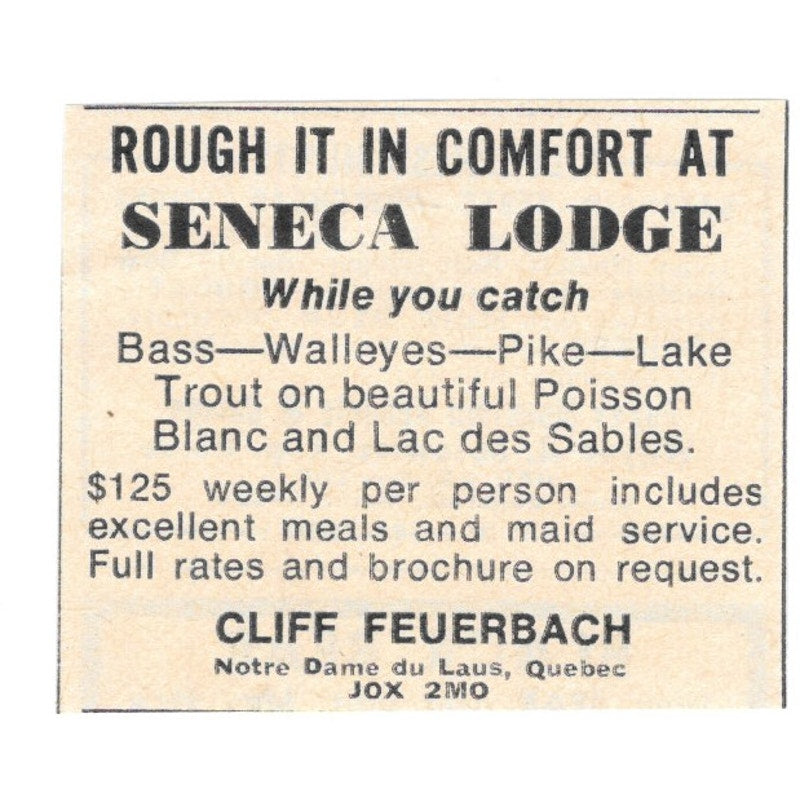 ROUGH IT IN COMFORT AT
SENECA LODGE
While you catch
Bass—Walleyes—Pike—Lake
Trout on beautiful Poisson
Blanc and Lac des Sables.
$125 weekly per person includes
excellent meals and maid service.
Full rates and brochure on request.
CLIFF FEUERBACH
Notre Dame du Laus, Quebec
JOX 2MO